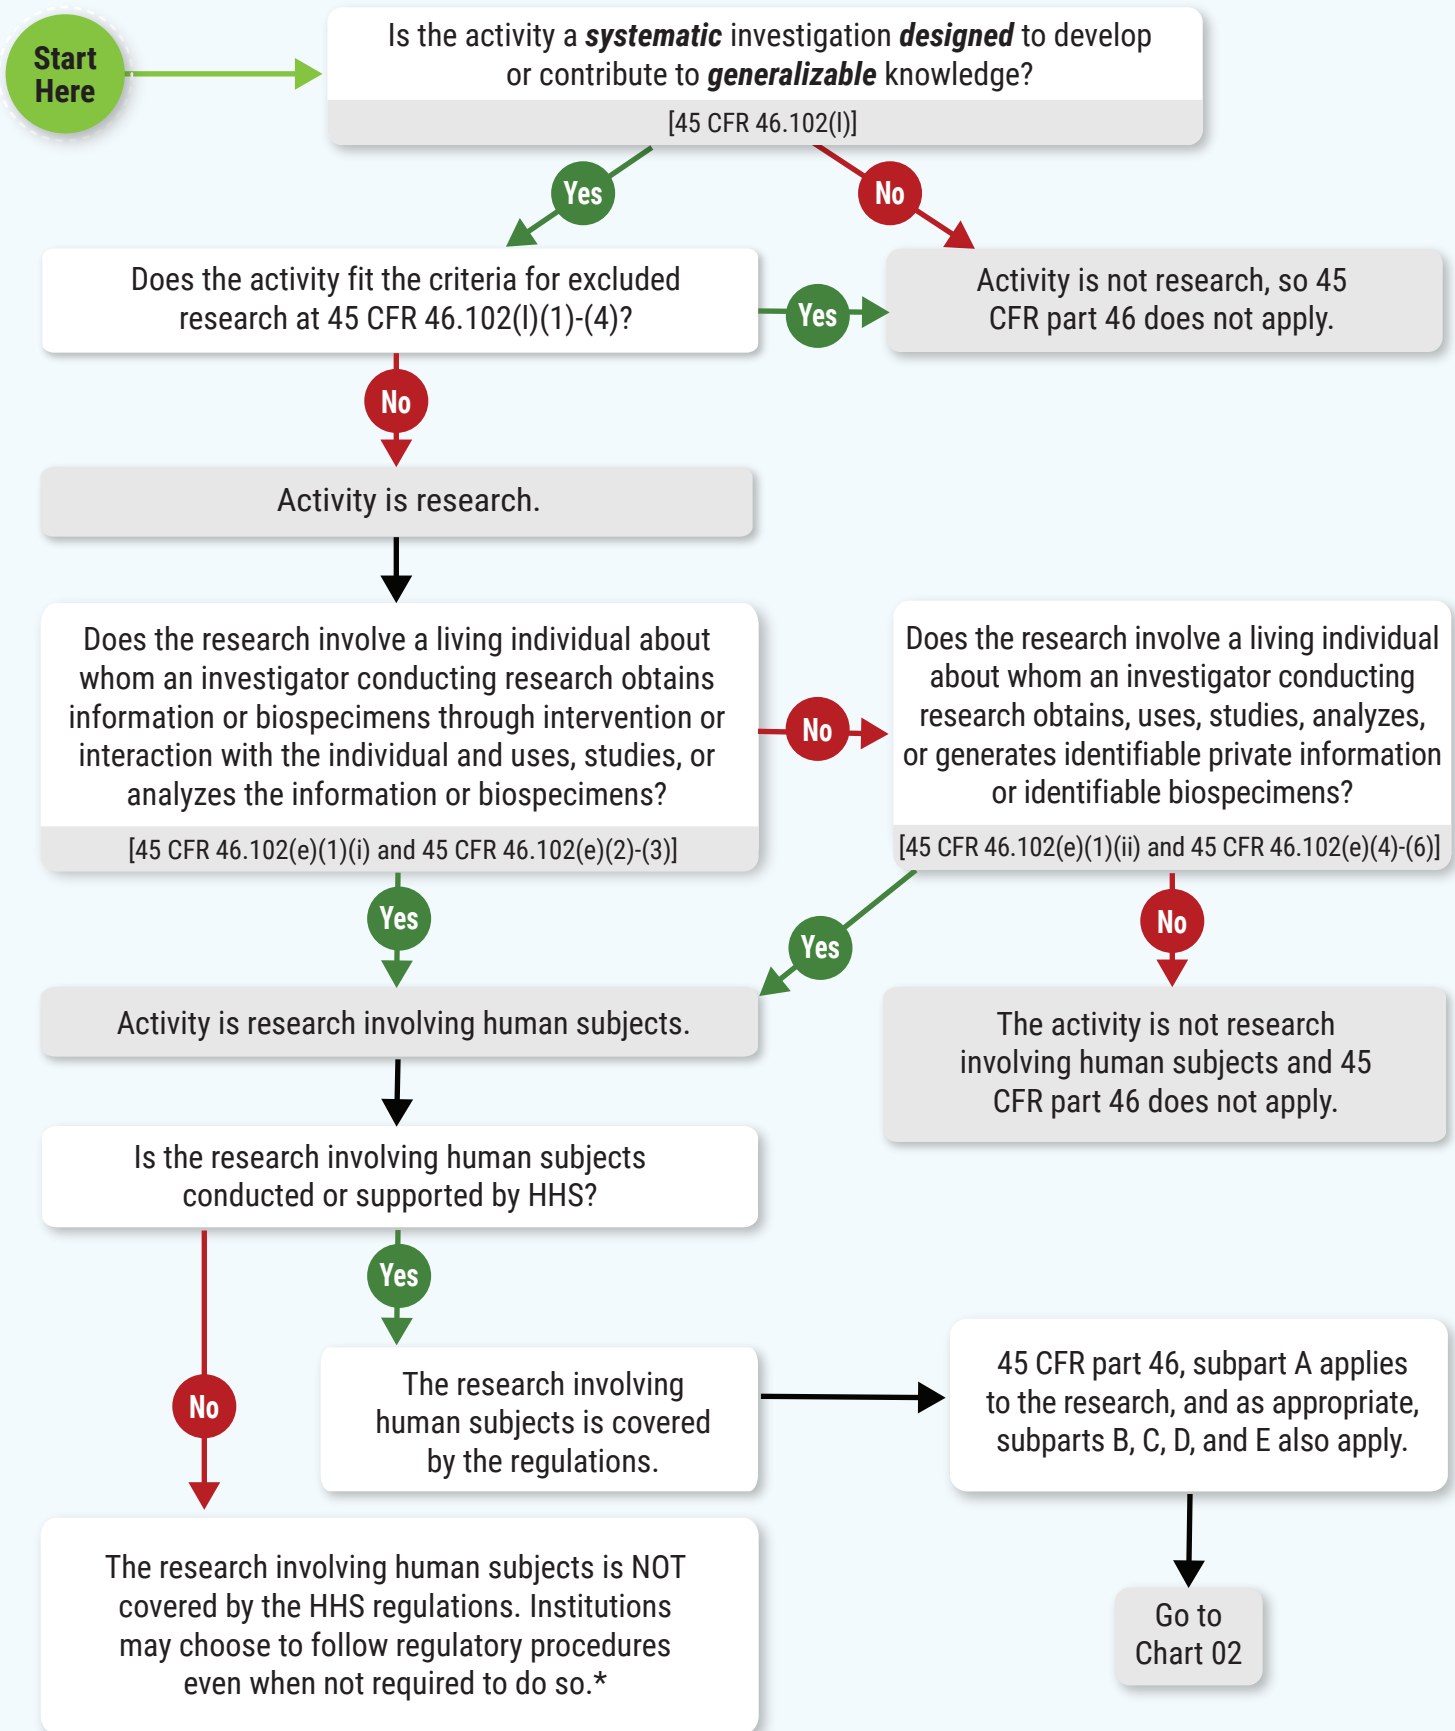 Start
Here
Is the activity a systematic investigation designed to develop
or contribute to generalizable knowledge?
[45 CFR 46.102(l)]
Yes
No
Does the activity fit the criteria for excluded
research at 45 CFR 46.102(l)(1)-(4)?
Yes
Activity is not research, so 45
CFR part 46 does not apply.
No
Activity is research.
Does the research involve a living individual about
whom an investigator conducting research obtains
information or biospecimens through intervention or
interaction with the individual and uses, studies, or
analyzes the information or biospecimens?
[45 CFR 46.102(e)(1)(i) and 45 CFR 46.102(e)(2)-(3)]
No
Does the research involve a living individual
about whom an investigator conducting
research obtains, uses, studies, analyzes,
or generates identifiable private information
or identifiable biospecimens?
[45 CFR 46.102(e)(1)(ii) and 45 CFR 46.102(e)(4)-(6)]
Yes
Yes
No
Activity is research involving human subjects.
The activity is not research
involving human subjects and 45
CFR part 46 does not apply.
Is the research involving human subjects
conducted or supported by HHS?
Yes
No
The research involving
human subjects is covered
by the regulations.
45 CFR part 46, subpart A applies
to the research, and as appropriate,
subparts B, C, D, and E also apply.
The research involving human subjects is NOT
covered by the HHS regulations. Institutions
may choose to follow regulatory procedures
even when not required to do so.*
Go to
Chart 02